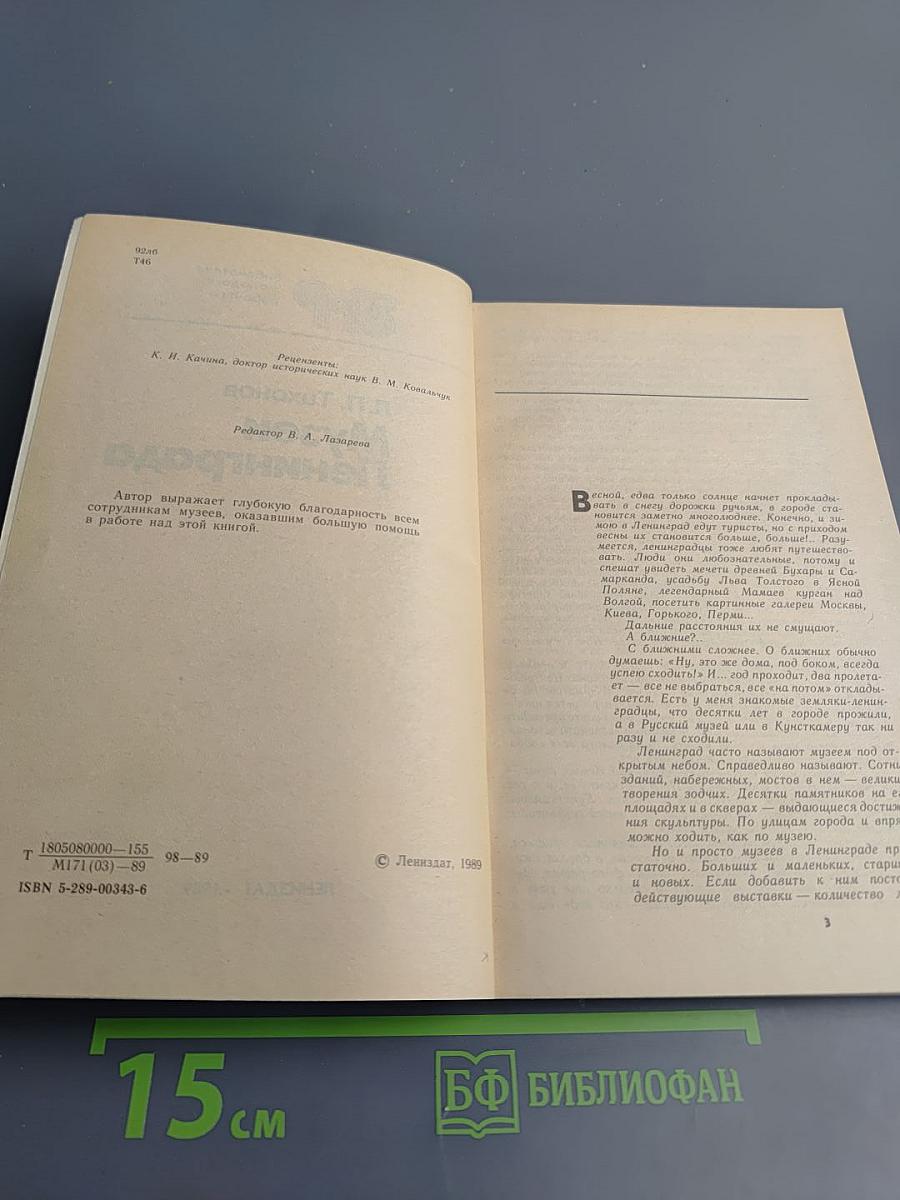 92лб
Т46
Рецензенты:
К. И. Качина, доктор исторических наук В. М. Ковальчук
Редактор В. А. Лазарева
Автор выражает глубокую благодарность всем
сотрудникам музеев, оказавшим большую помощь
в работе над этой книгой.
Т 1805080000—155 98—89
М171(03)—89
ISBN 5-289-00343-6
© Лениздат, 1989
Весной, едва только солнце начнет проклады-
вать в снегу дорожки ручьям, в городе ста-
новится заметно многолюднее. Конечно, и зи-
мою в Ленинград едут туристы, но с приходом
весны их становится больше, больше!.. Разу-
меется, ленинградцы тоже любят путешество-
вать. Люди они любознательные, потому и
спешат увидеть мечети древней Бухары и Са-
марканда, усадьбу Льва Толстого в Ясной
Поляне, легендарный Мамаев курган над
Волгой, посетить картинные галереи Москвы,
Киева, Горького, Перми...
Дальние расстояния их не смущают.
А ближние?..
С ближними сложнее. О ближних обычно
думаешь: «Ну, это же дома, под боком, всегда
успею сходить!» И... год проходит, два пролета-
ет — все не выбраться, все «на потом» отклады-
вается. Есть у меня знакомые земляки-ленин-
градцы, что десятки лет в городе прожили,
а в Русский музей или в Кунсткамеру так ни
разу и не сходили.
Ленинград часто называют музеем под от-
крытым небом. Справедливо называют. Сотни
зданий, набережных, мостов в нем — велики
творения зодчих. Десятки памятников на е
площадях и в скверах — выдающиеся достиж
ния скульптуры. По улицам города и впря
можно ходить, как по музею.
Но и просто музеев в Ленинграде пр
статочно. Больших и маленьких, стари
и новых. Если добавить к ним посто
действующие выставки — количество
3
15 см
БФ БИБЛИОФАН